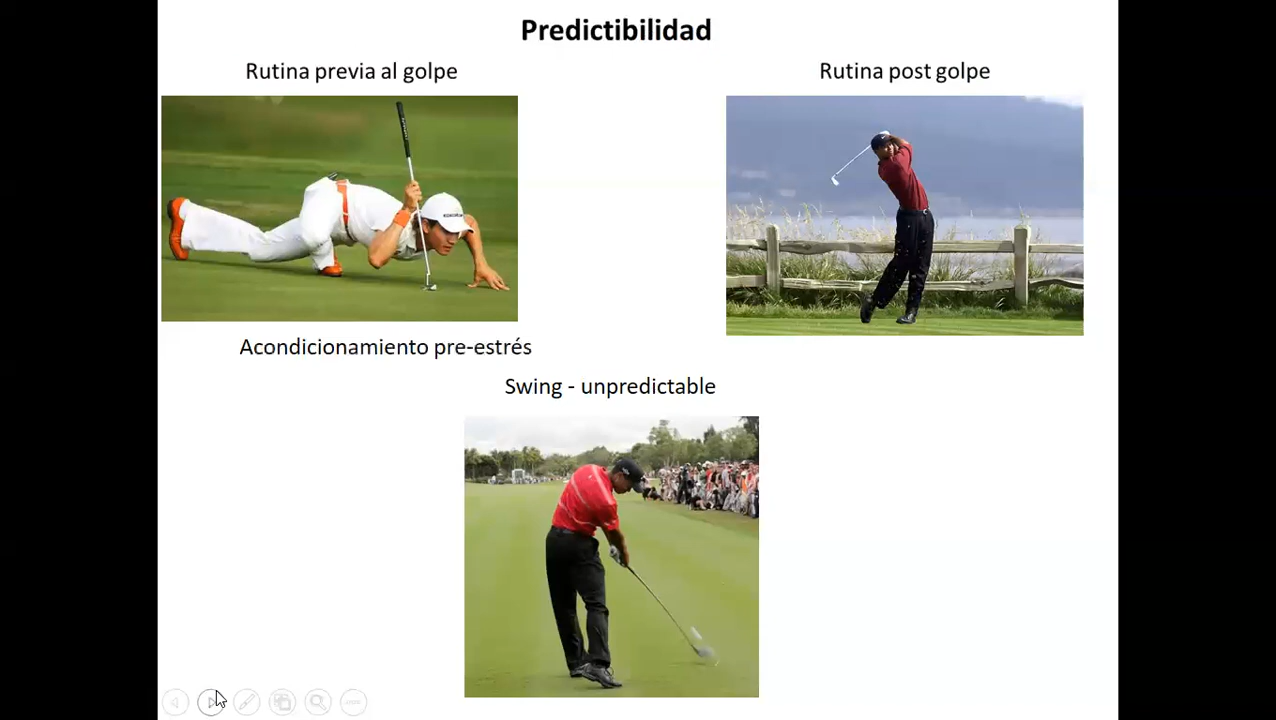 Predictibilidad
Rutina previa al golpe
Rutina post golpe
Acondicionamiento pre-estrés
Swing - unpredictable